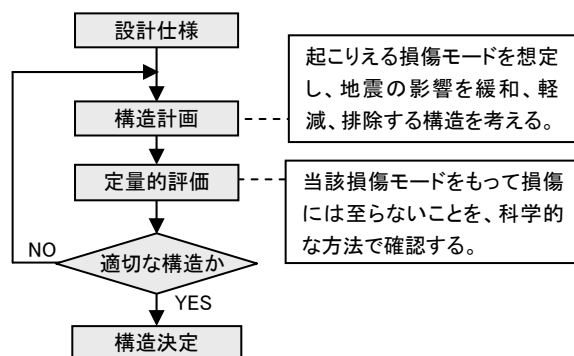 設計仕様
起こりえる損傷モードを想定
し、地震の影響を緩和、軽
減、排除する構造を考える。
構造計画
定量的評価
当該損傷モードをもって損傷
には至らないことを、科学的
な方法で確認する。
NO
適切な構造か
YES
構造決定